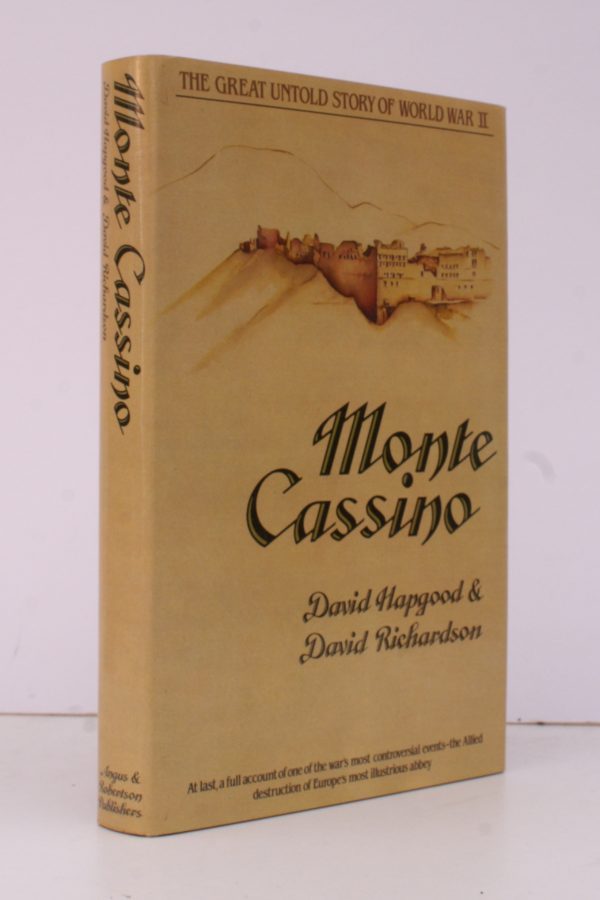 THE GREAT UNTOLD STORY OF WORLD WAR II
Monte
Cassino
David Hapgood &
David Richardson
At last, a full account of one of the war's most controversial events–the Allied
destruction of Europe's most illustrious abbey
Monte Cassino
David Hapgood & David Richardson
Angus &
Robertson
Publishers